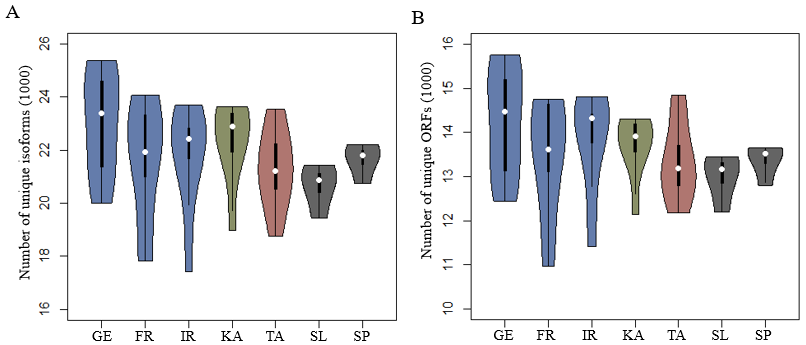 A
Number of unique isoforms (1000)
26
24
22
20
18
16
GE FR IR KA TA SL SP
B
Number of unique ORFs (1000)
16
15
14
13
12
11
10
GE FR IR KA TA SL SP